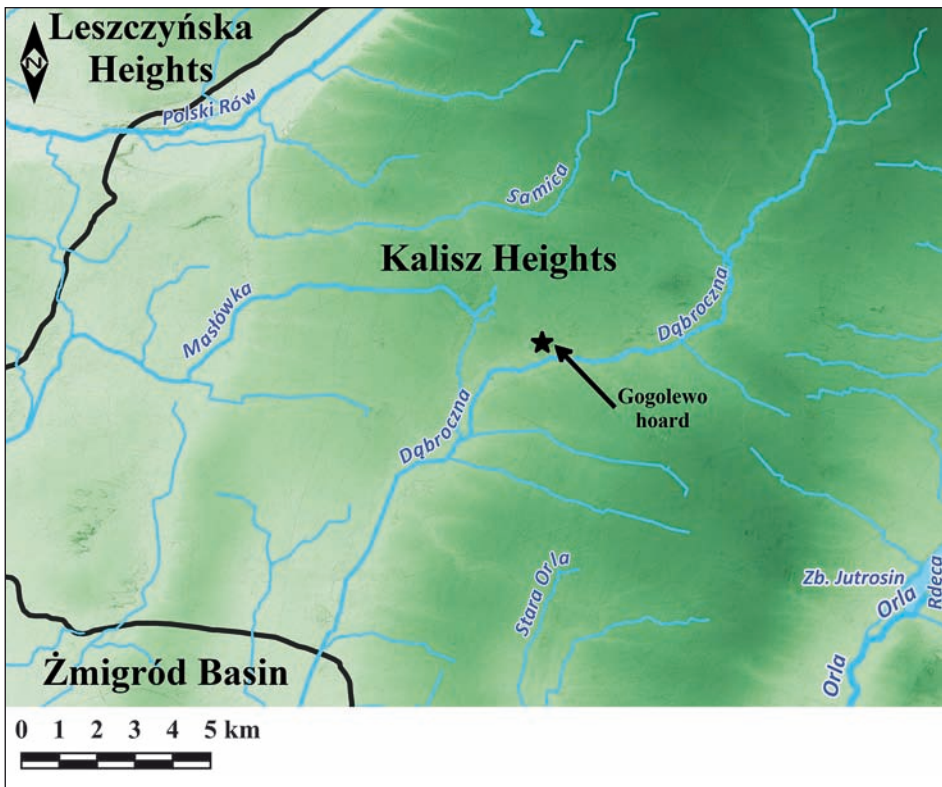 Leszczyńska
Heights
N
Polski Rów
Samica
Kalisz Heights
Masłówka
Dąbroczna
Gogolewo
hoard
Dąbroczna
Stara Orla
Zb. Jutrosin
Orla
Rdęca
Orla
Żmigród Basin
0 1 2 3 4 5 km